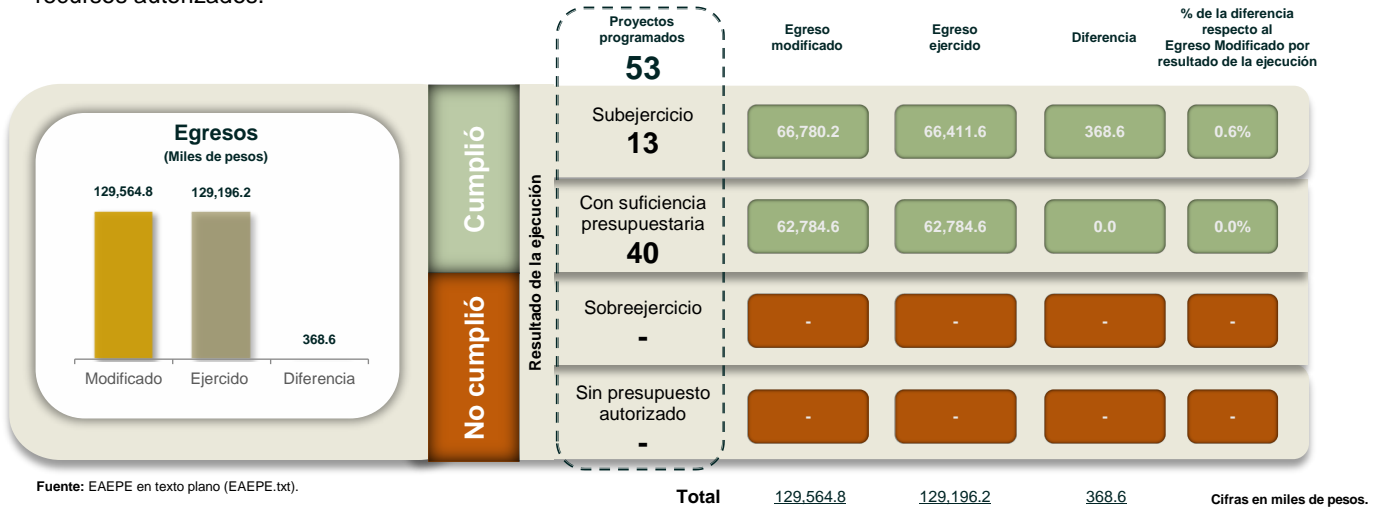 recursos autorizados.
Proyectos
programados
53
Egreso
modificado
Egreso
ejercido
Diferencia
% de la diferencia
respecto al
Egreso Modificado por
resultado de la ejecución
Egresos
(Miles de pesos)
129,564.8
129,196.2
368.6
Modificado
Ejercido
Diferencia
Cumplió
No cumplió
Resultado de la ejecución
Subejercicio
13
66,780.2
66,411.6
368.6
0.6%
Con suficiencia
presupuestaria
40
62,784.6
62,784.6
0.0
0.0%
Sobreejercicio
-
-
-
-
-
Sin presupuesto
autorizado
-
-
-
-
-
Fuente: EAEPE en texto plano (EAEPE.txt).
Total
129,564.8
129,196.2
368.6
Cifras en miles de pesos.